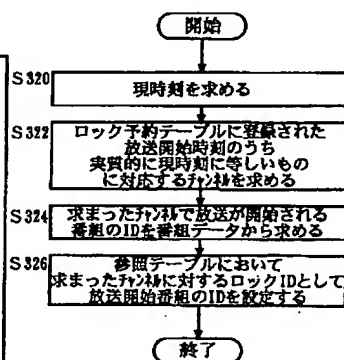 開始
S320
現時刻を求める
S322
ロック予約テーブルに登録された
放送開始時刻のうち
実質的に現時刻に等しいもの
に対応するチャンネルを求める
S324
求まったチャンネルで放送が開始される
番組のIDを番組データから求める
S326
参照テーブルにおいて
求まったチャンネルに対するロックIDとして
放送開始番組のIDを設定する
終了